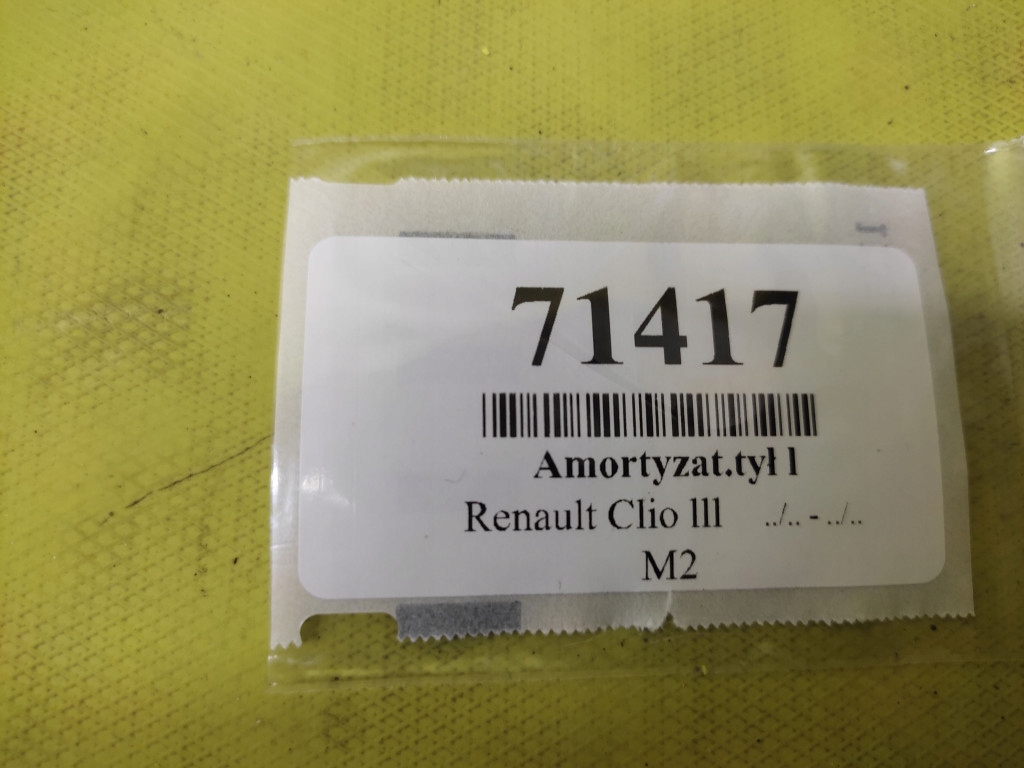 71417
Amortyzat.tył l
Renault Clio lll ../.. - ../..
M2